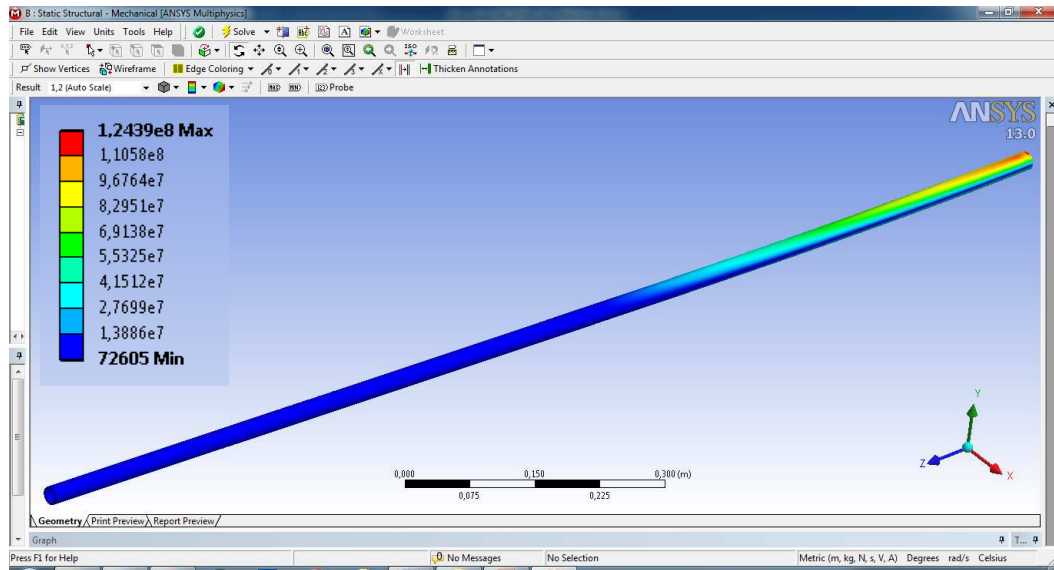 B : Static Structural - Mechanical [ANSYS Multiphysics]
File Edit View Units Tools Help Solve Worksheet
Show Vertices Wireframe Edge Coloring Thicken Annotations
Result 1,2 (Auto Scale) MAX MIN Probe
ANSYS
13.0
1,2439e8 Max
1,1058e8
9,6764e7
8,2951e7
6,9138e7
5,5325e7
4,1512e7
2,7699e7
1,3886e7
72605 Min
Y
Z
X
0,000 0,150 0,300 (m)
0,075 0,225
Geometry Print Preview Report Preview
Graph T...
Press F1 for Help No Messages No Selection Metric (m, kg, N, s, V, A) Degrees rad/s Celsius